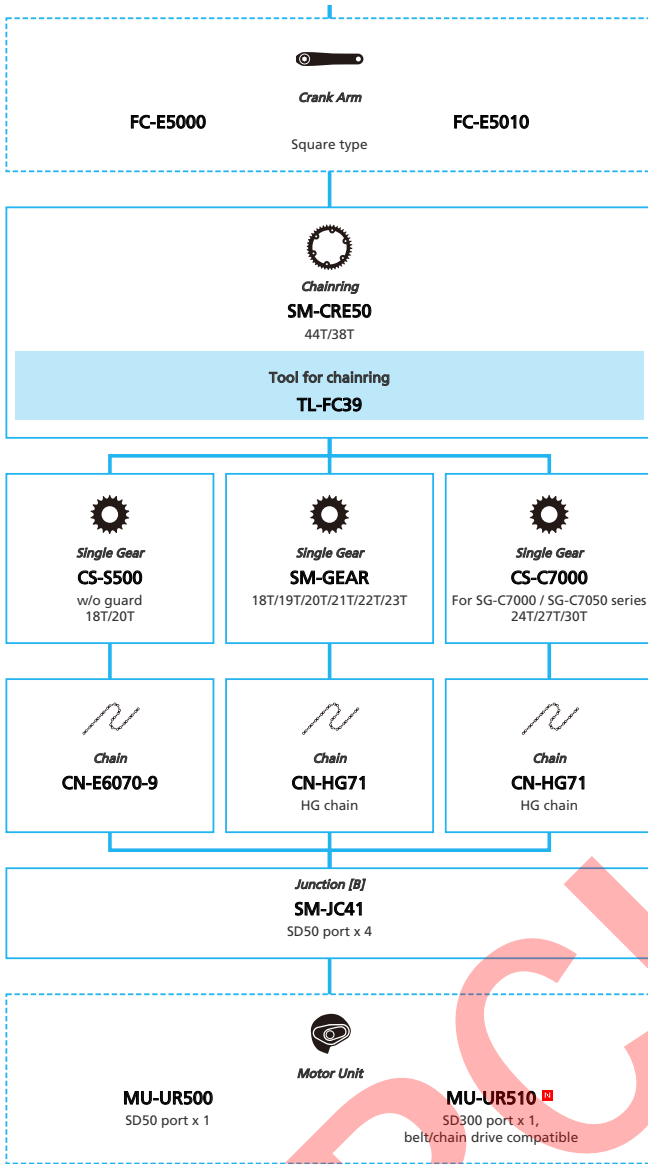 Crank Arm
FC-E5000
FC-E5010
Square type
Chainring
SM-CRE50
44T/38T
Tool for chainring
TL-FC39
Single Gear
CS-S500
w/o guard
18T/20T
Single Gear
SM-GEAR
18T/19T/20T/21T/22T/23T
Single Gear
CS-C7000
For SG-C7000 / SG-C7050 series
24T/27T/30T
Chain
CN-E6070-9
Chain
CN-HG71
HG chain
Chain
CN-HG71
HG chain
Junction [B]
SM-JC41
SD50 port x 4
Motor Unit
MU-UR500
SD50 port x 1
MU-UR510 N
SD300 port x 1,
belt/chain drive compatible